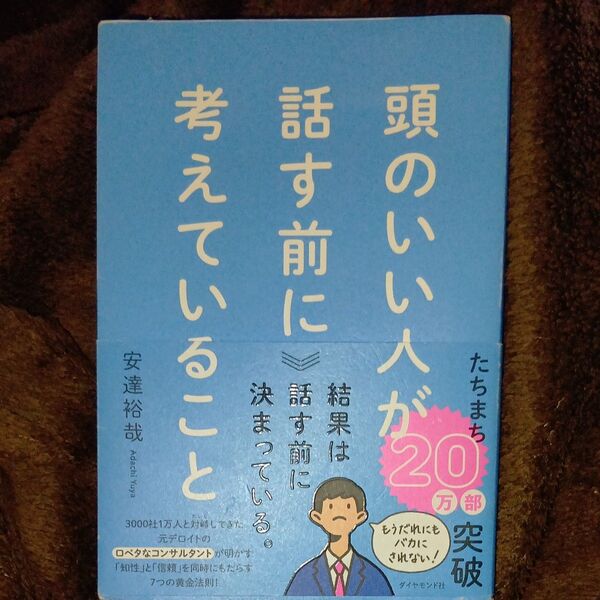 頭のいい人が
話す前に
考えていること
安達裕哉
Adachi Yuya
たちまち
20
万部
突破
結果は
話す前に
決まっている。
3000社1万人と対峙してきた
元デロイトの
口ベタなコンサルタントが明かす
「知性」と「信頼」を同時にもたらす
7つの黄金法則!
もうだれにも
バカに
されない!
ダイヤモンド社